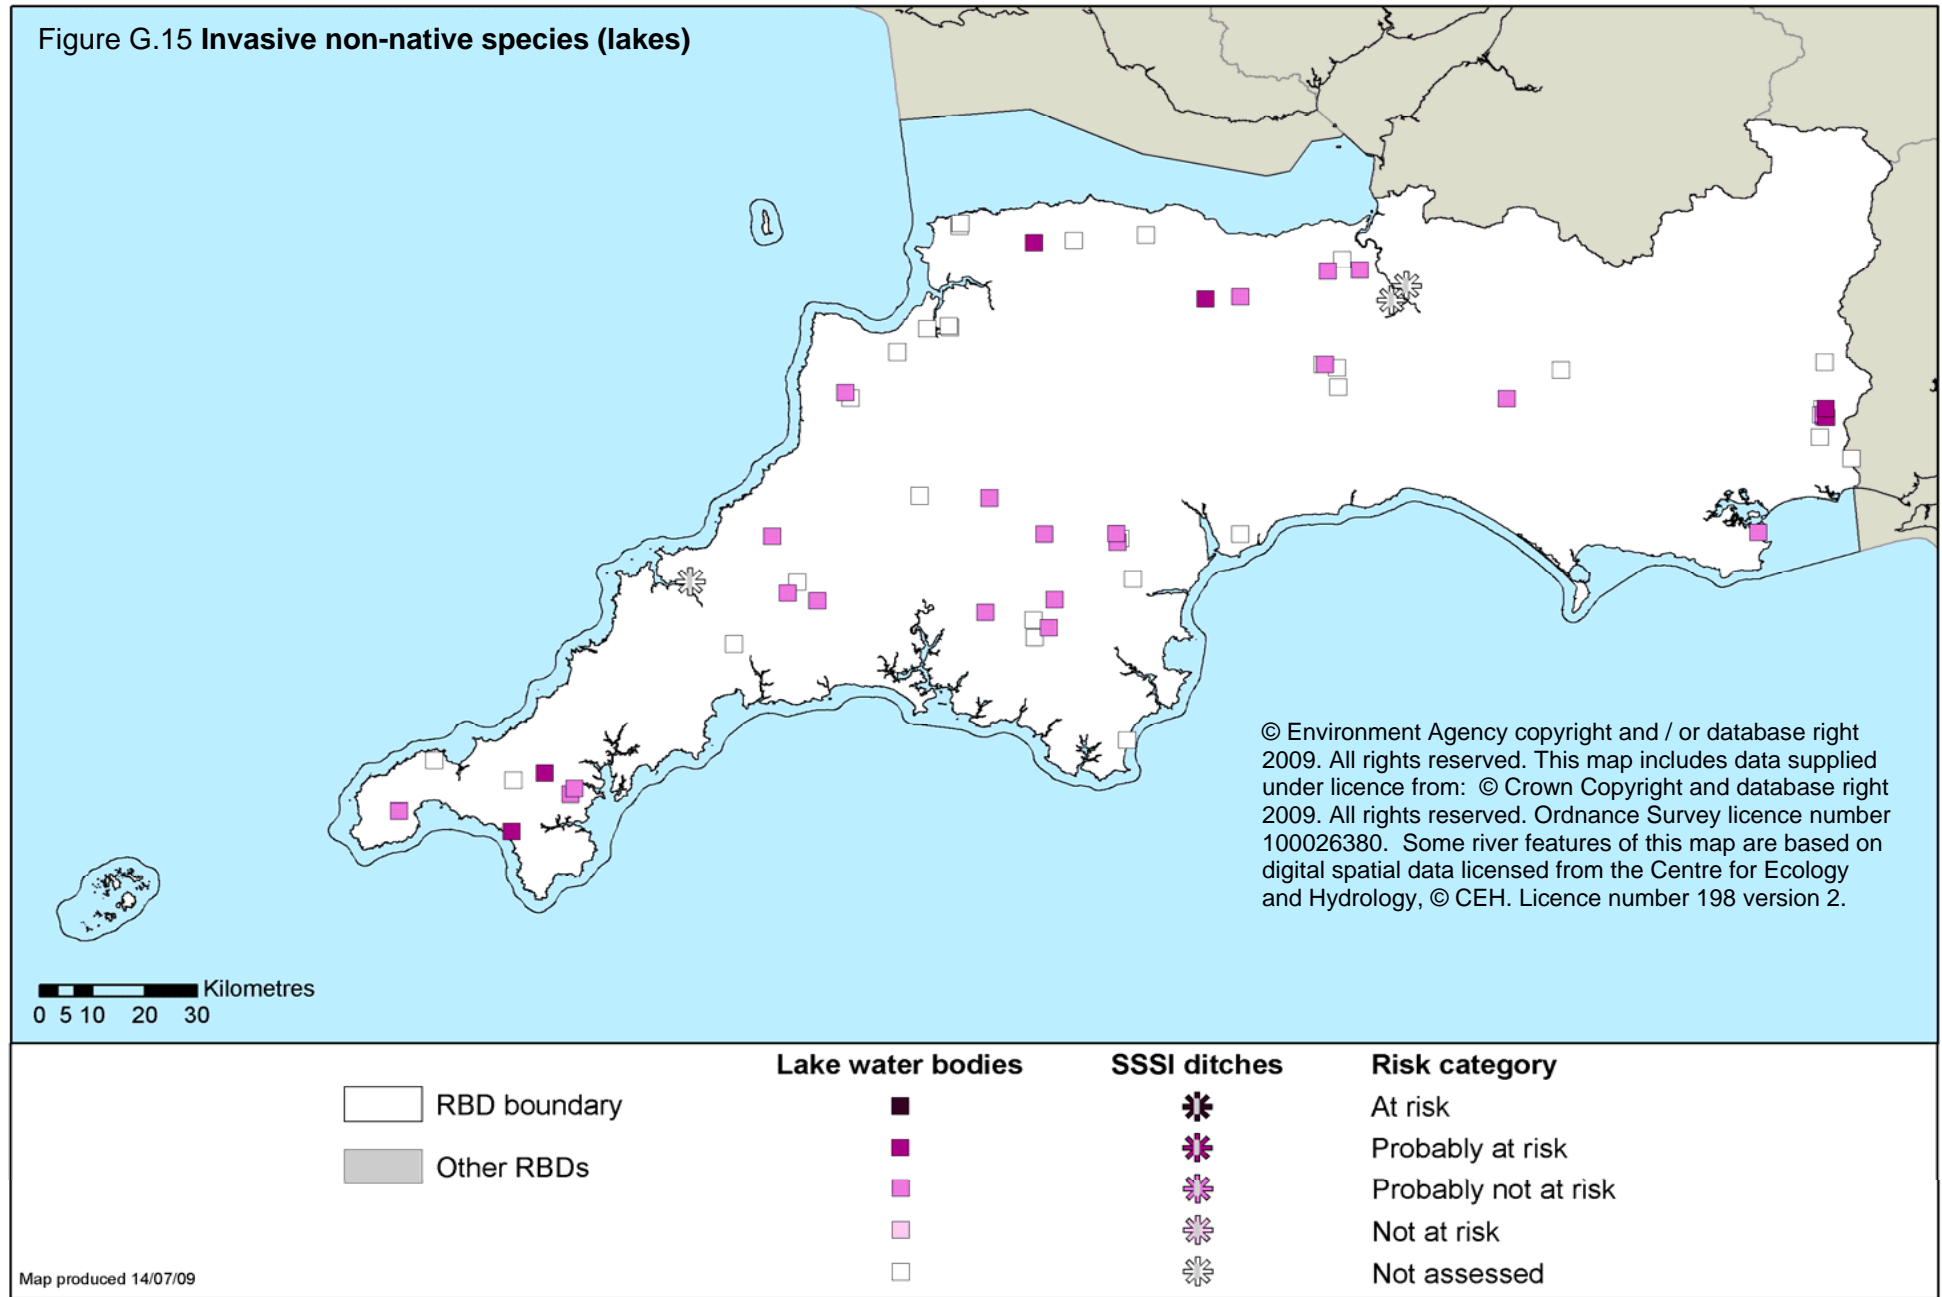 Figure G.15 Invasive non-native species (lakes)
© Environment Agency copyright and / or database right
2009. All rights reserved. This map includes data supplied
under licence from:  © Crown Copyright and database right
2009. All rights reserved. Ordnance Survey licence number
100026380.  Some river features of this map are based on
digital spatial data licensed from the Centre for Ecology
and Hydrology, © CEH. Licence number 198 version 2.
Kilometres
0 5 10 20 30
Lake water bodies SSSI ditches Risk category
RBD boundary At risk
Probably at risk
Other RBDs
Probably not at risk
Not at risk
Not assessed
Map produced 14/07/09